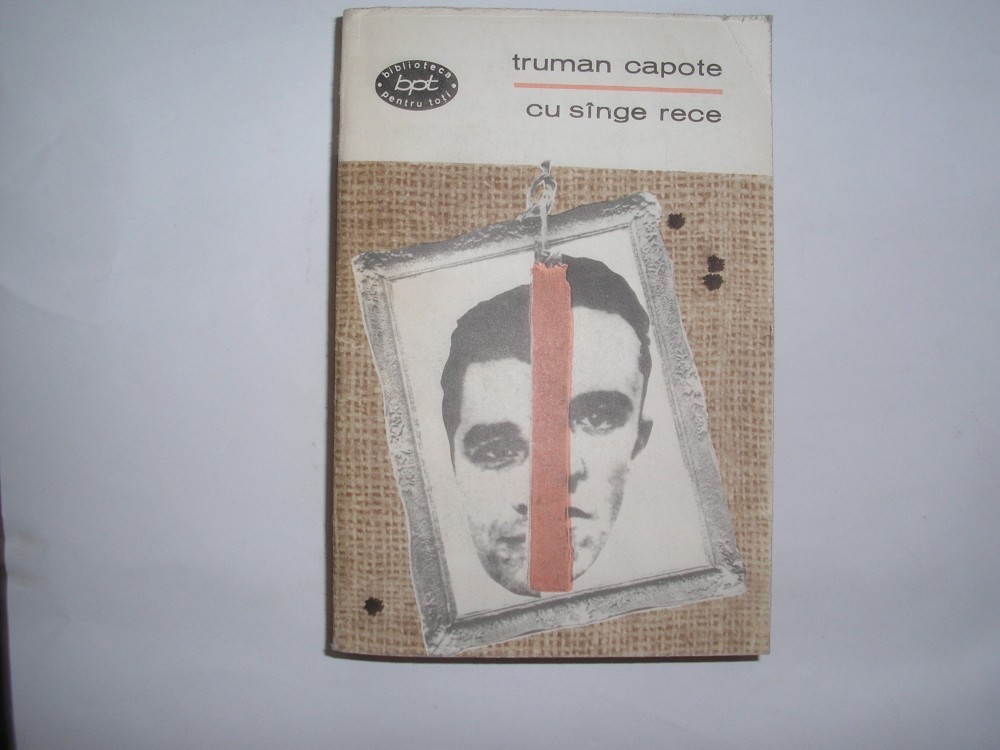 biblioteca
bpt
pentru toți
truman capote
cu sînge rece